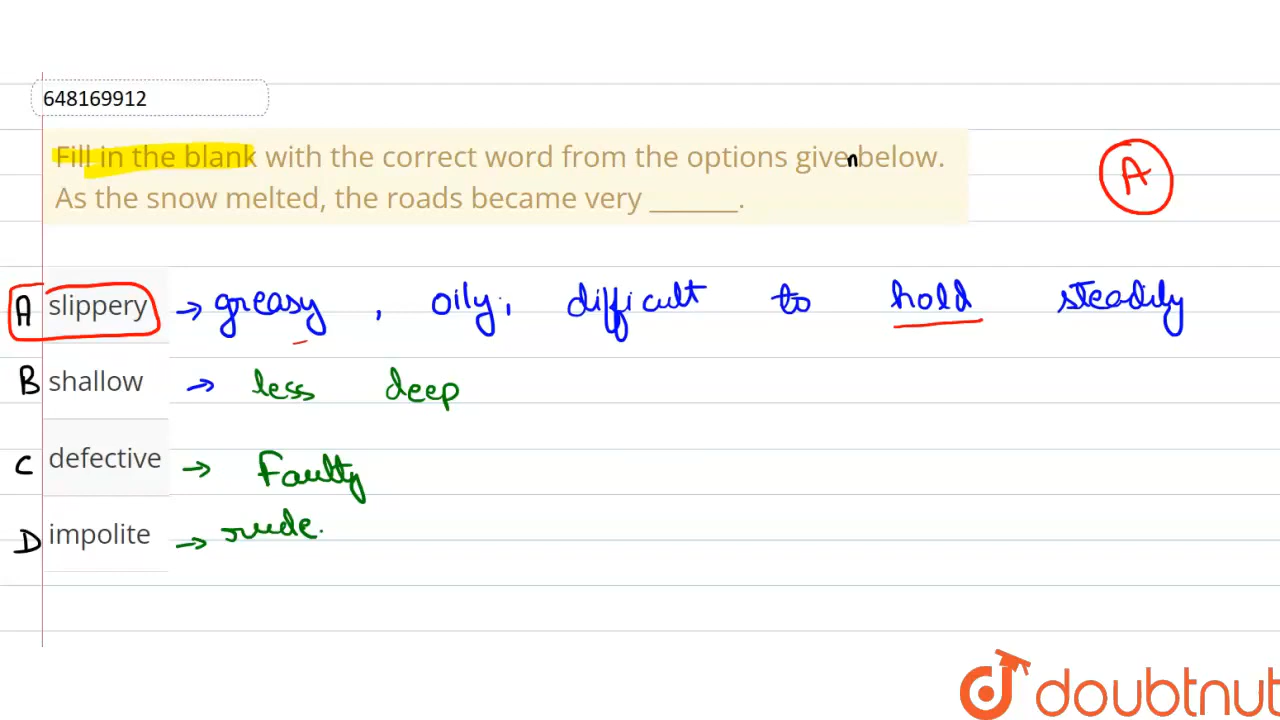 648169912
Fill in the blank with the correct word from the options given below.
As the snow melted, the roads became very _______.
A
A slippery → greasy, oily, difficult to hold steadily
B shallow → less deep
C defective → Faulty
D impolite → rude.
doubtnut